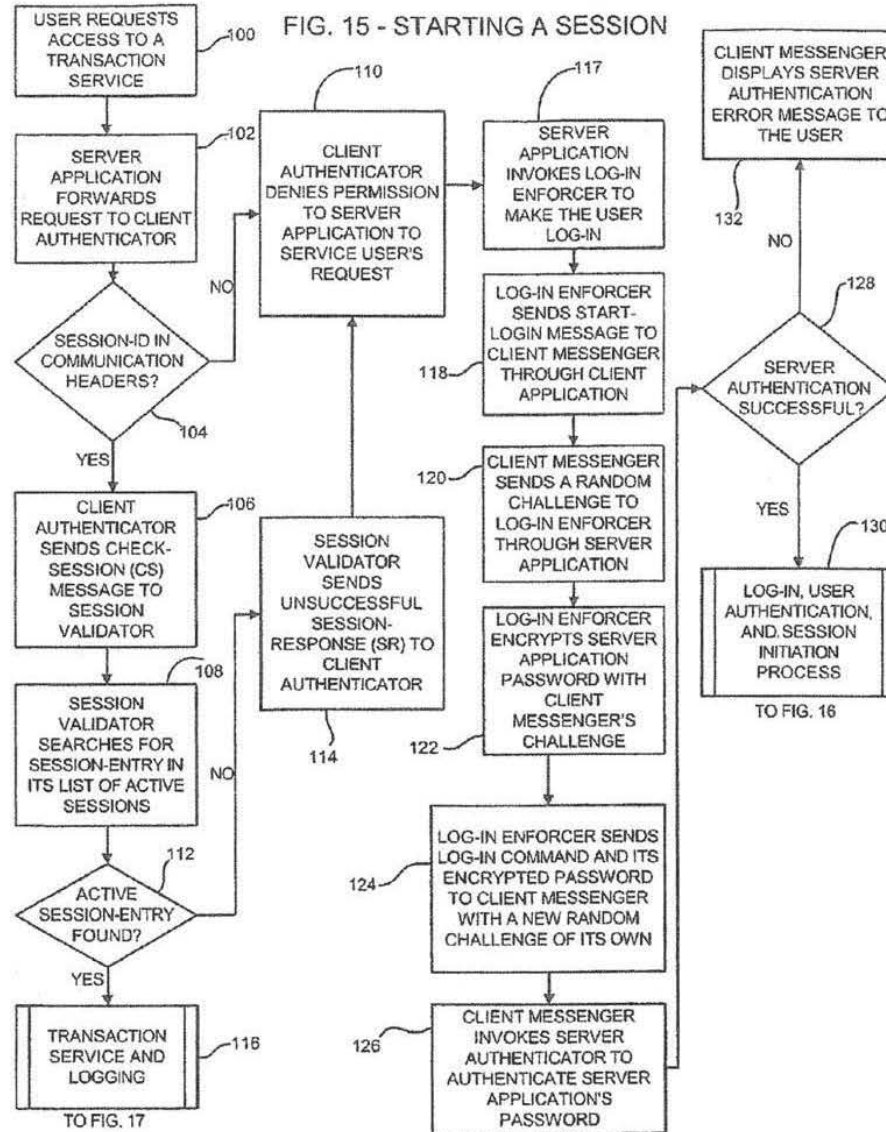 FIG. 15 - STARTING A SESSION
USER REQUESTS
ACCESS TO A
TRANSACTION
SERVICE
100
SERVER
APPLICATION
FORWARDS
REQUEST TO CLIENT
AUTHENTICATOR
102
SESSION-ID IN
COMMUNICATION
HEADERS?
104
NO
YES
CLIENT
AUTHENTICATOR
SENDS CHECK-
SESSION (CS)
MESSAGE TO
SESSION
VALIDATOR
106
SESSION
VALIDATOR
SEARCHES FOR
SESSION-ENTRY IN
ITS LIST OF ACTIVE
SESSIONS
108
ACTIVE
SESSION-ENTRY
FOUND?
112
NO
YES
TRANSACTION
SERVICE AND
LOGGING
116
TO FIG. 17
110
CLIENT
AUTHENTICATOR
DENIES PERMISSION
TO SERVER
APPLICATION TO
SERVICE USER'S
REQUEST
SESSION
VALIDATOR
SENDS
UNSUCCESSFUL
SESSION-
RESPONSE (SR) TO
CLIENT
AUTHENTICATOR
114
117
SERVER
APPLICATION
INVOKES LOG-IN
ENFORCER TO
MAKE THE USER
LOG-IN
LOG-IN ENFORCER
SENDS START-
LOGIN MESSAGE TO
CLIENT MESSENGER
THROUGH CLIENT
APPLICATION
118
CLIENT MESSENGER
SENDS A RANDOM
CHALLENGE TO
LOG-IN ENFORCER
THROUGH SERVER
APPLICATION
120
LOG-IN ENFORCER
ENCRYPTS SERVER
APPLICATION
PASSWORD WITH
CLIENT
MESSENGER'S
CHALLENGE
122
LOG-IN ENFORCER SENDS
LOG-IN COMMAND AND ITS
ENCRYPTED PASSWORD
TO CLIENT MESSENGER
WITH A NEW RANDOM
CHALLENGE OF ITS OWN
124
CLIENT MESSENGER
INVOKES SERVER
AUTHENTICATOR TO
AUTHENTICATE SERVER
APPLICATION'S
PASSWORD
126
CLIENT MESSENGER
DISPLAYS SERVER
AUTHENTICATION
ERROR MESSAGE TO
THE USER
132
NO
128
SERVER
AUTHENTICATION
SUCCESSFUL?
YES
130
LOG-IN, USER
AUTHENTICATION,
AND SESSION
INITIATION
PROCESS
TO FIG. 16